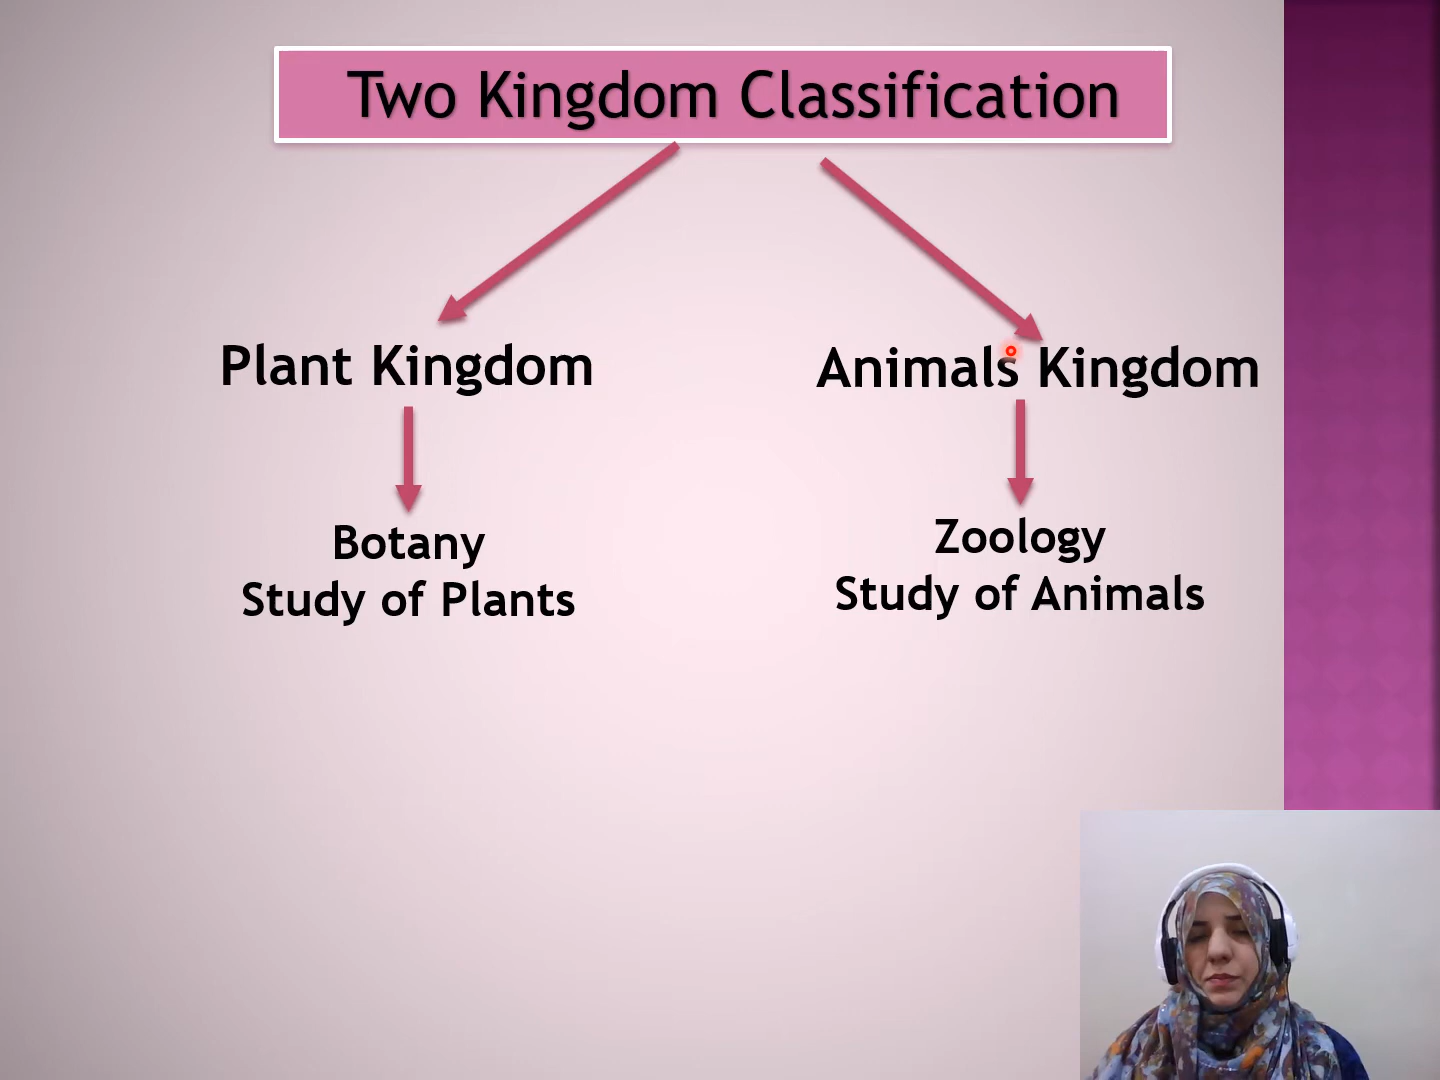 Two Kingdom Classification
Plant Kingdom
Animals Kingdom
Botany
Study of Plants
Zoology
Study of Animals